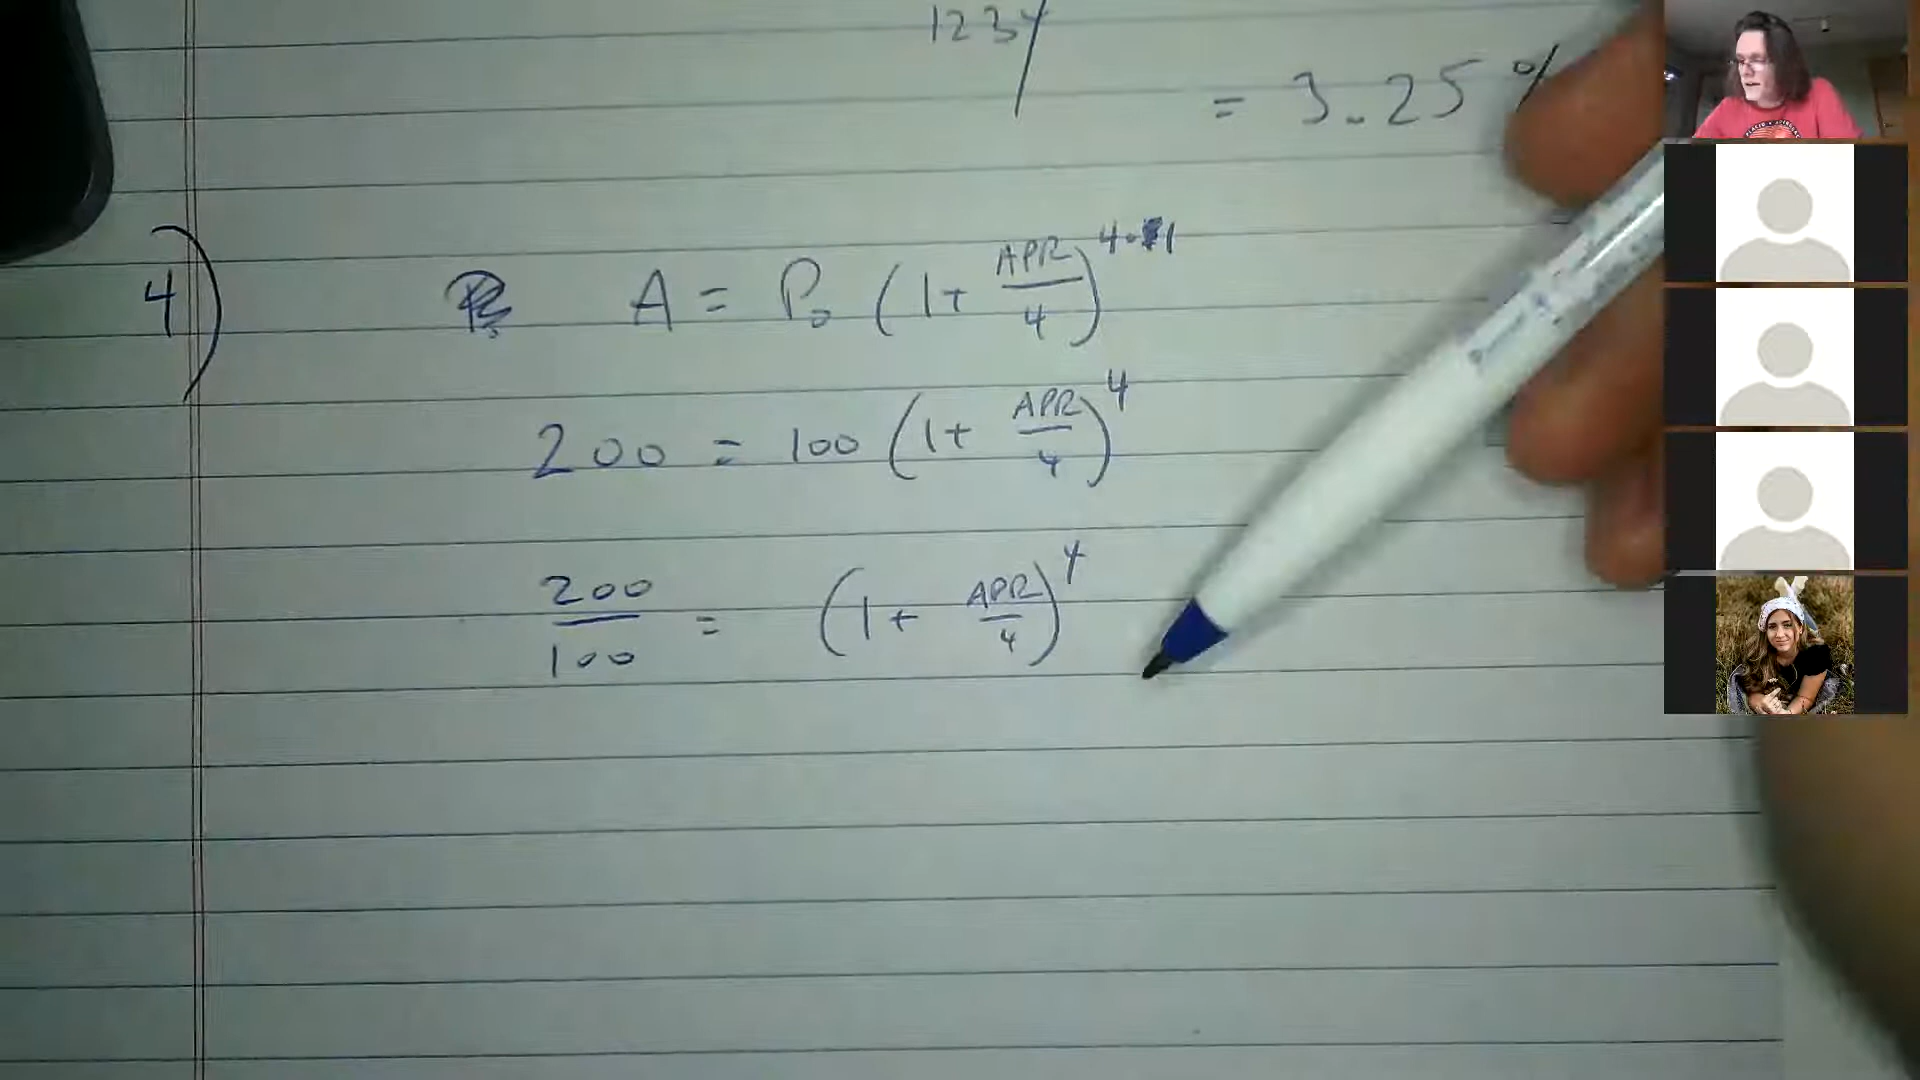 123
= 3.25%
4) A = P₀ (1 + APR/4)^4·1
200 = 100 (1 + APR/4)^4
200/100 = (1 + APR/4)^4